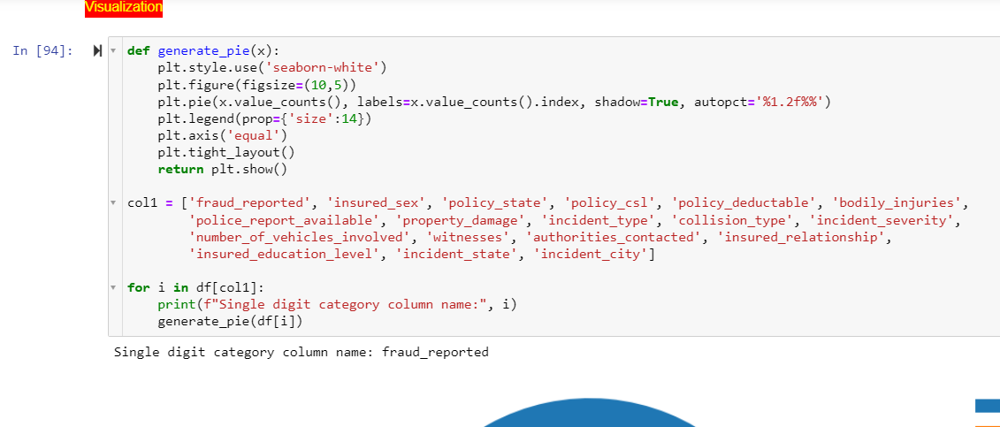 Visualization
In [94]:
def generate_pie(x):
    plt.style.use('seaborn-white')
    plt.figure(figsize=(10,5))
    plt.pie(x.value_counts(), labels=x.value_counts().index, shadow=True, autopct='%1.2f%%')
    plt.legend(prop={'size':14})
    plt.axis('equal')
    plt.tight_layout()
    return plt.show()
col1 = ['fraud_reported', 'insured_sex', 'policy_state', 'policy_csl', 'policy_deductable', 'bodily_injuries',
        'police_report_available', 'property_damage', 'incident_type', 'collision_type', 'incident_severity',
        'number_of_vehicles_involved', 'witnesses', 'authorities_contacted', 'insured_relationship',
        'insured_education_level', 'incident_state', 'incident_city']
for i in df[col1]:
    print(f"Single digit category column name:", i)
    generate_pie(df[i])
Single digit category column name: fraud_reported